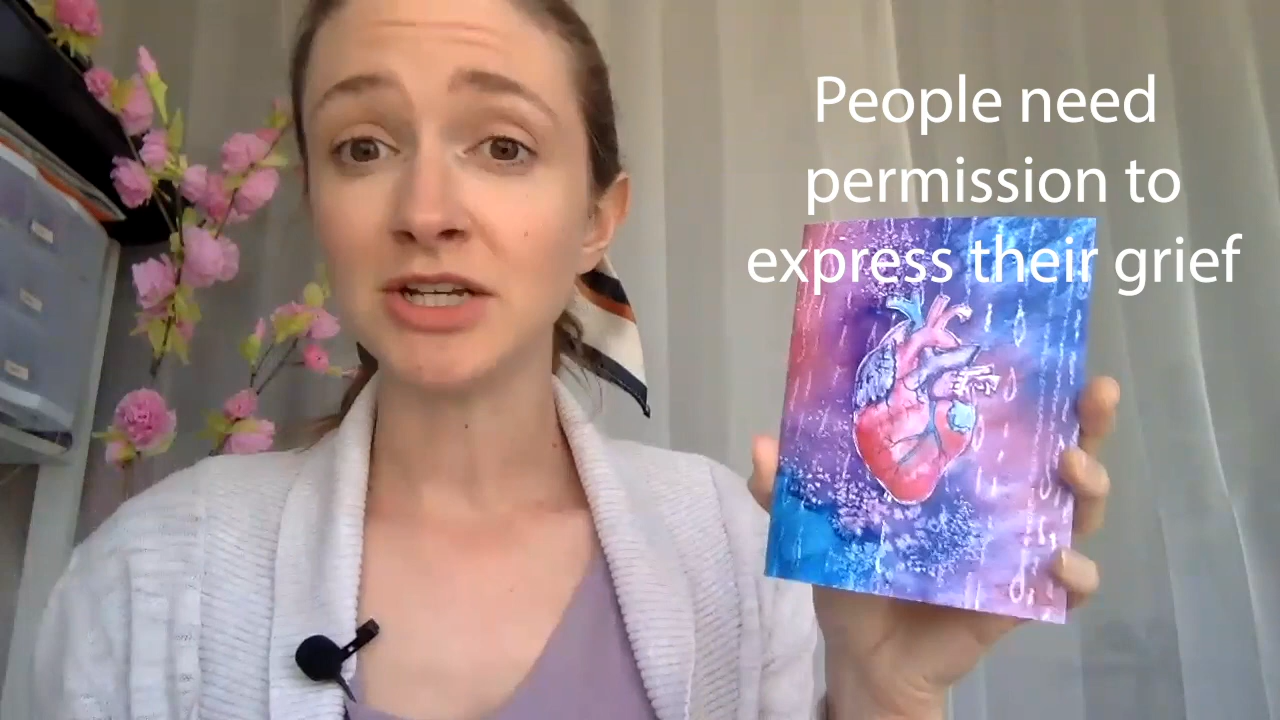 People need
permission to
express their grief